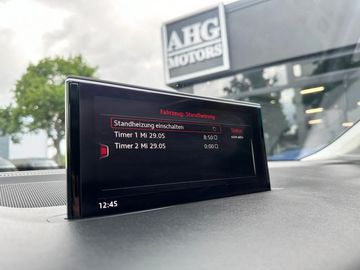 AHG
MOTORS
Fahrzeug: Standheizung
Standheizung einschalten
Timer 1 Mi 29.05 8:50
Timer 2 Mi 29.05 0:00
12:45